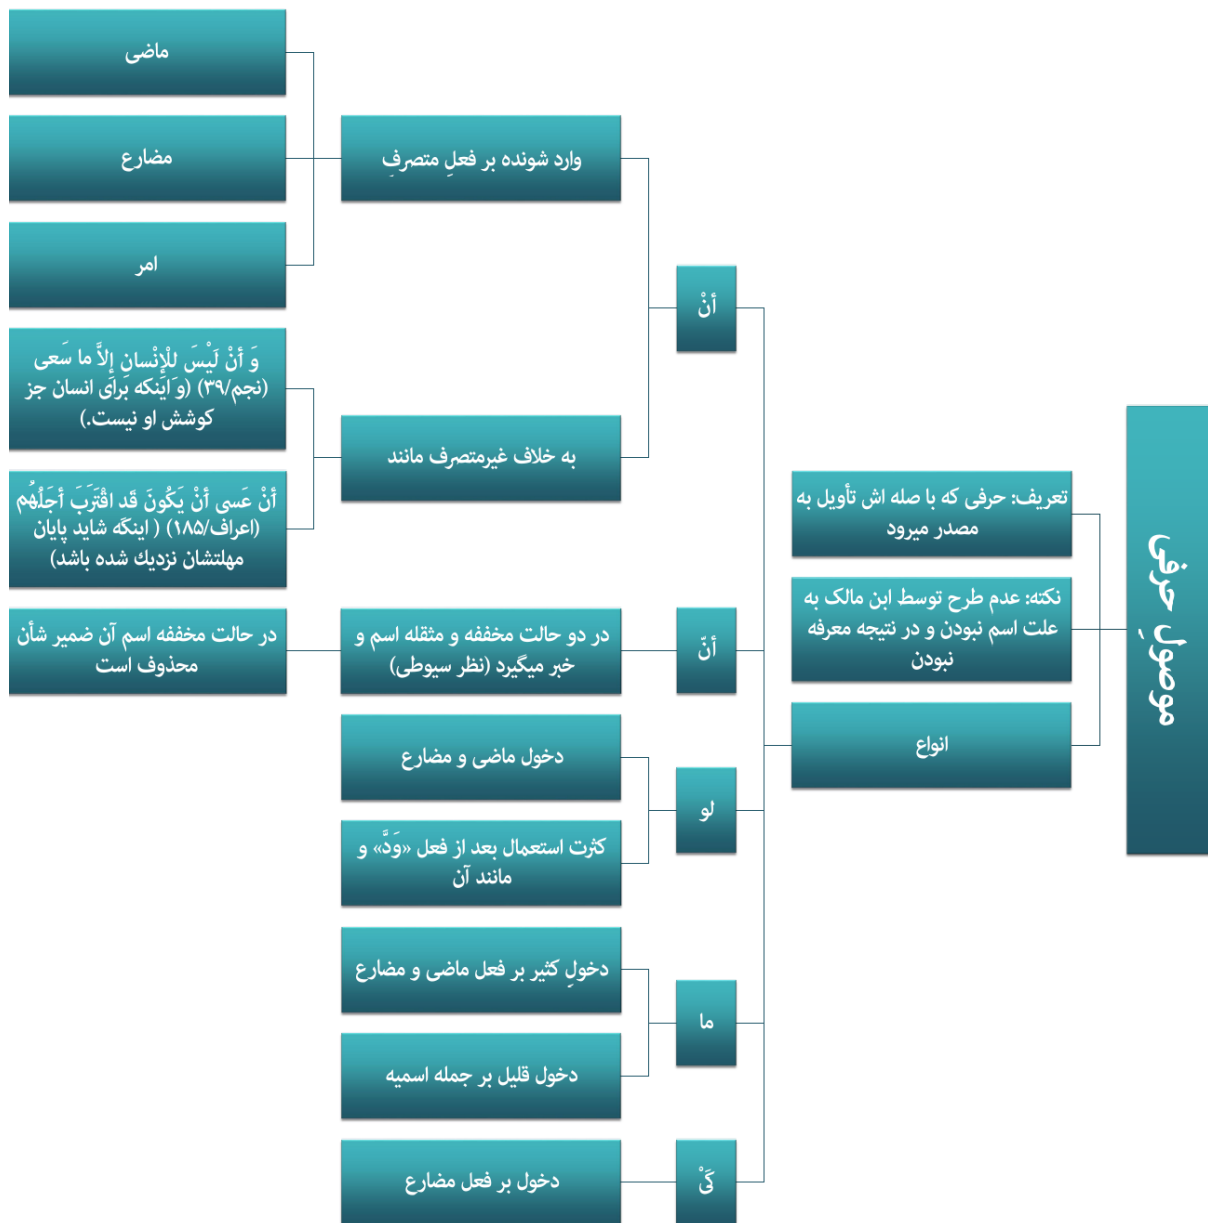 موصولِ حرفی
تعریف: حرفی که با صله اش تأویل به
مصدر میرود
نکته: عدم طرح توسط ابن مالک به
علت اسم نبودن و در نتیجه معرفه
نبودن
انواع
أنْ
وارد شونده بر فعلِ متصرفِ
ماضی
مضارع
امر
به خلاف غیرمتصرف مانند
وَ أنْ لَيْسَ للْإِنْسانِ إِلاَّ ما سَعی
(نجم/۳۹) (و اینکه برای انسان جز
کوشش او نیست.)
أنْ عَسی أنْ يَكُونَ قَد اقْتَرَبَ أجَلُهُم
(اعراف/۱۸۵) ( اینکه شاید پایان
مهلتشان نزدیك شده باشد)
أنّ
در دو حالت مخففه و مثقله اسم و
خبر میگیرد (نظر سیوطی)
در حالت مخففه اسم آن ضمیر شأن
محذوف است
لو
دخول ماضی و مضارع
کثرت استعمال بعد از فعل «وَدَّ» و
مانند آن
ما
دخولِ کثیر بر فعل ماضی و مضارع
دخول قلیل بر جمله اسمیه
کَیْ
دخول بر فعل مضارع